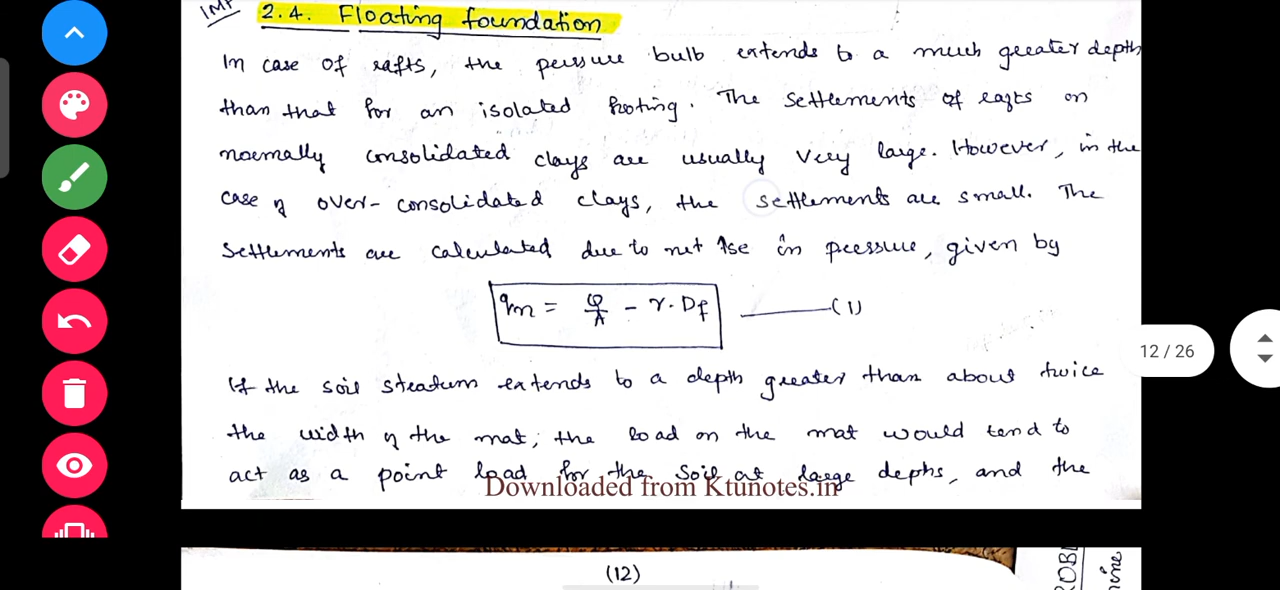 IMP
2.4. Floating foundation
In case of rafts, the pressure bulb extends to a much greater depth
than that for an isolated footing. The settlements of rafts on
normally consolidated clays are usually very large. However, in the
case of over-consolidated clays, the settlements are small. The
settlements are calculated due to net in pressure, given by
qn = Q/A - γ. Df ——— (1)
If the soil stratum extends to a depth greater than about twice
the width of the mat, the load on the mat would tend to
act as a point load for the soil at large dephs, and the
Downloaded from Ktunotes.in
12 / 26
(12)